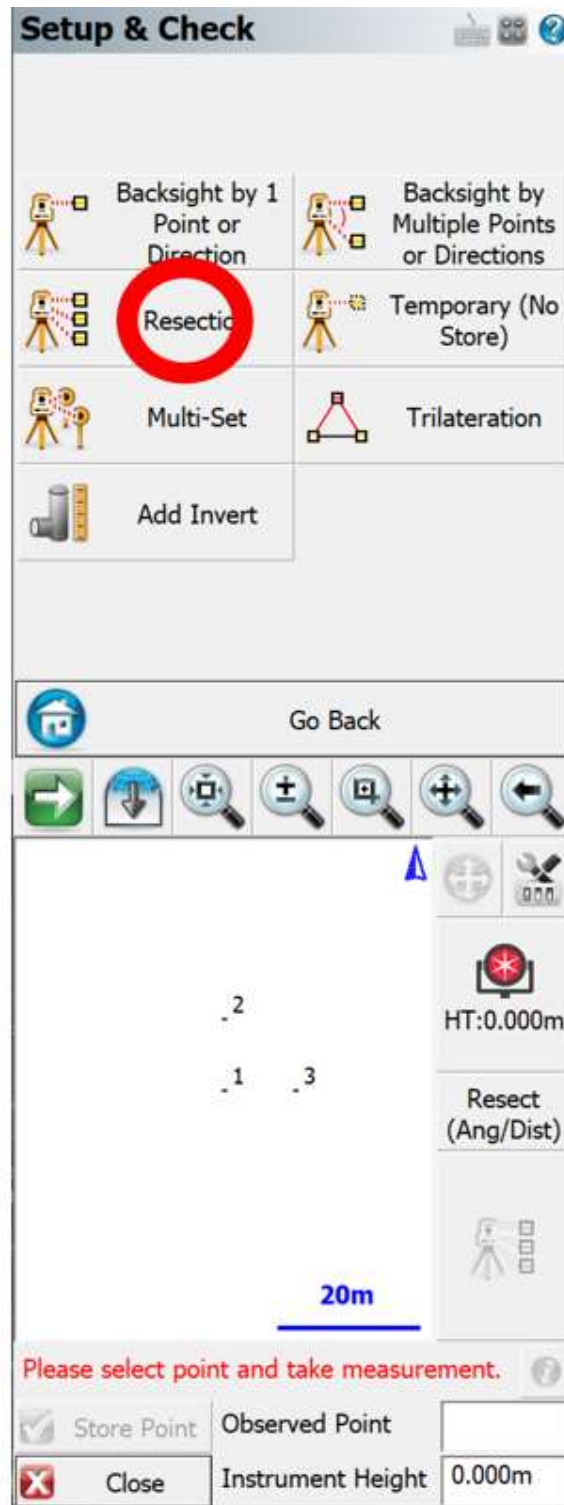 Setup & Check
Backsight by 1
Point or
Direction
Backsight by
Multiple Points
or Directions
Resectio
Temporary (No
Store)
Multi-Set
Trilateration
Add Invert
Go Back
2
1
3
20m
HT:0.000m
Resect
(Ang/Dist)
Please select point and take measurement.
Store Point
Observed Point
Close
Instrument Height
0.000m